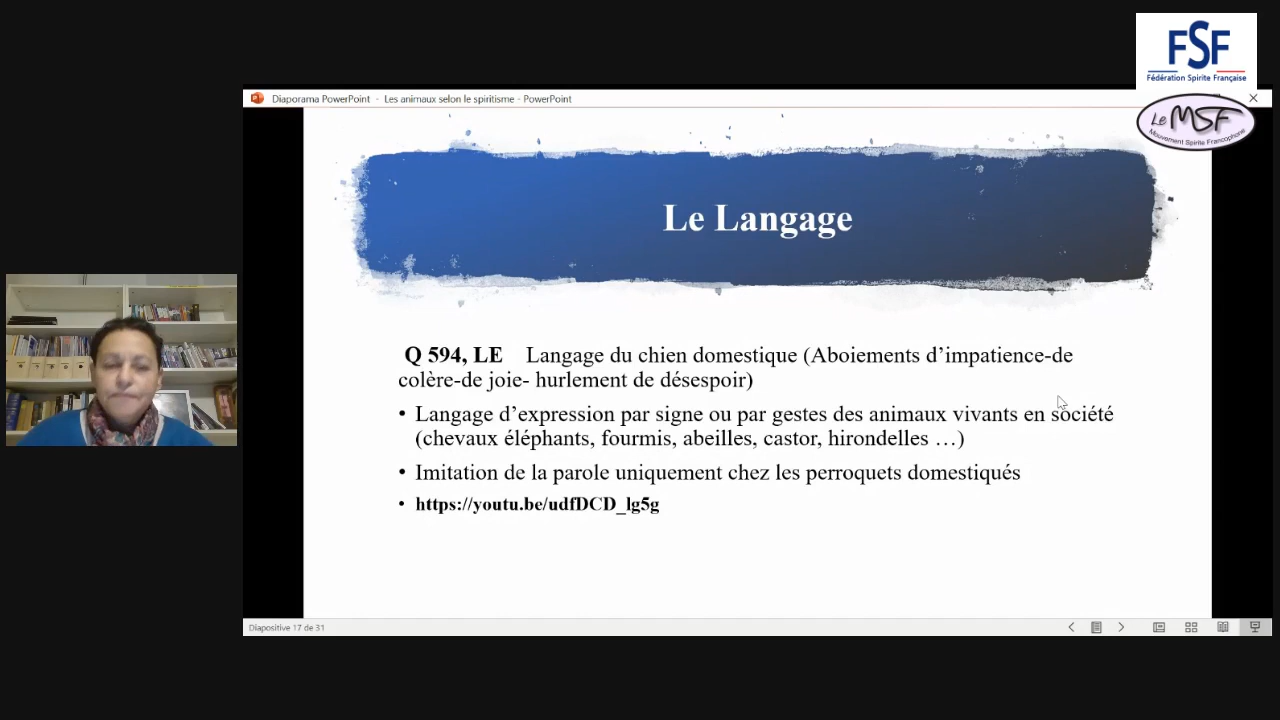 FSF
Fédération Spirite Française
Diaporama PowerPoint - Les animaux selon le spiritisme - PowerPoint
Le MSF
Mouvement Spirite Francophone
Le Langage
Q 594, LE Langage du chien domestique (Aboiements d’impatience-de
colère-de joie- hurlement de désespoir)
• Langage d’expression par signe ou par gestes des animaux vivants en société
(chevaux éléphants, fourmis, abeilles, castor, hirondelles …)
• Imitation de la parole uniquement chez les perroquets domestiqués
• https://youtu.be/udfDCD_lg5g
Diapositive 17 de 31